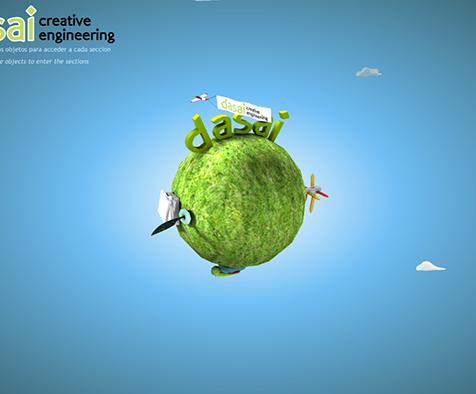 sai creative
engineering
os objetos para acceder a cada seccion
e objects to enter the sections
dasai creative
engineering
dasai